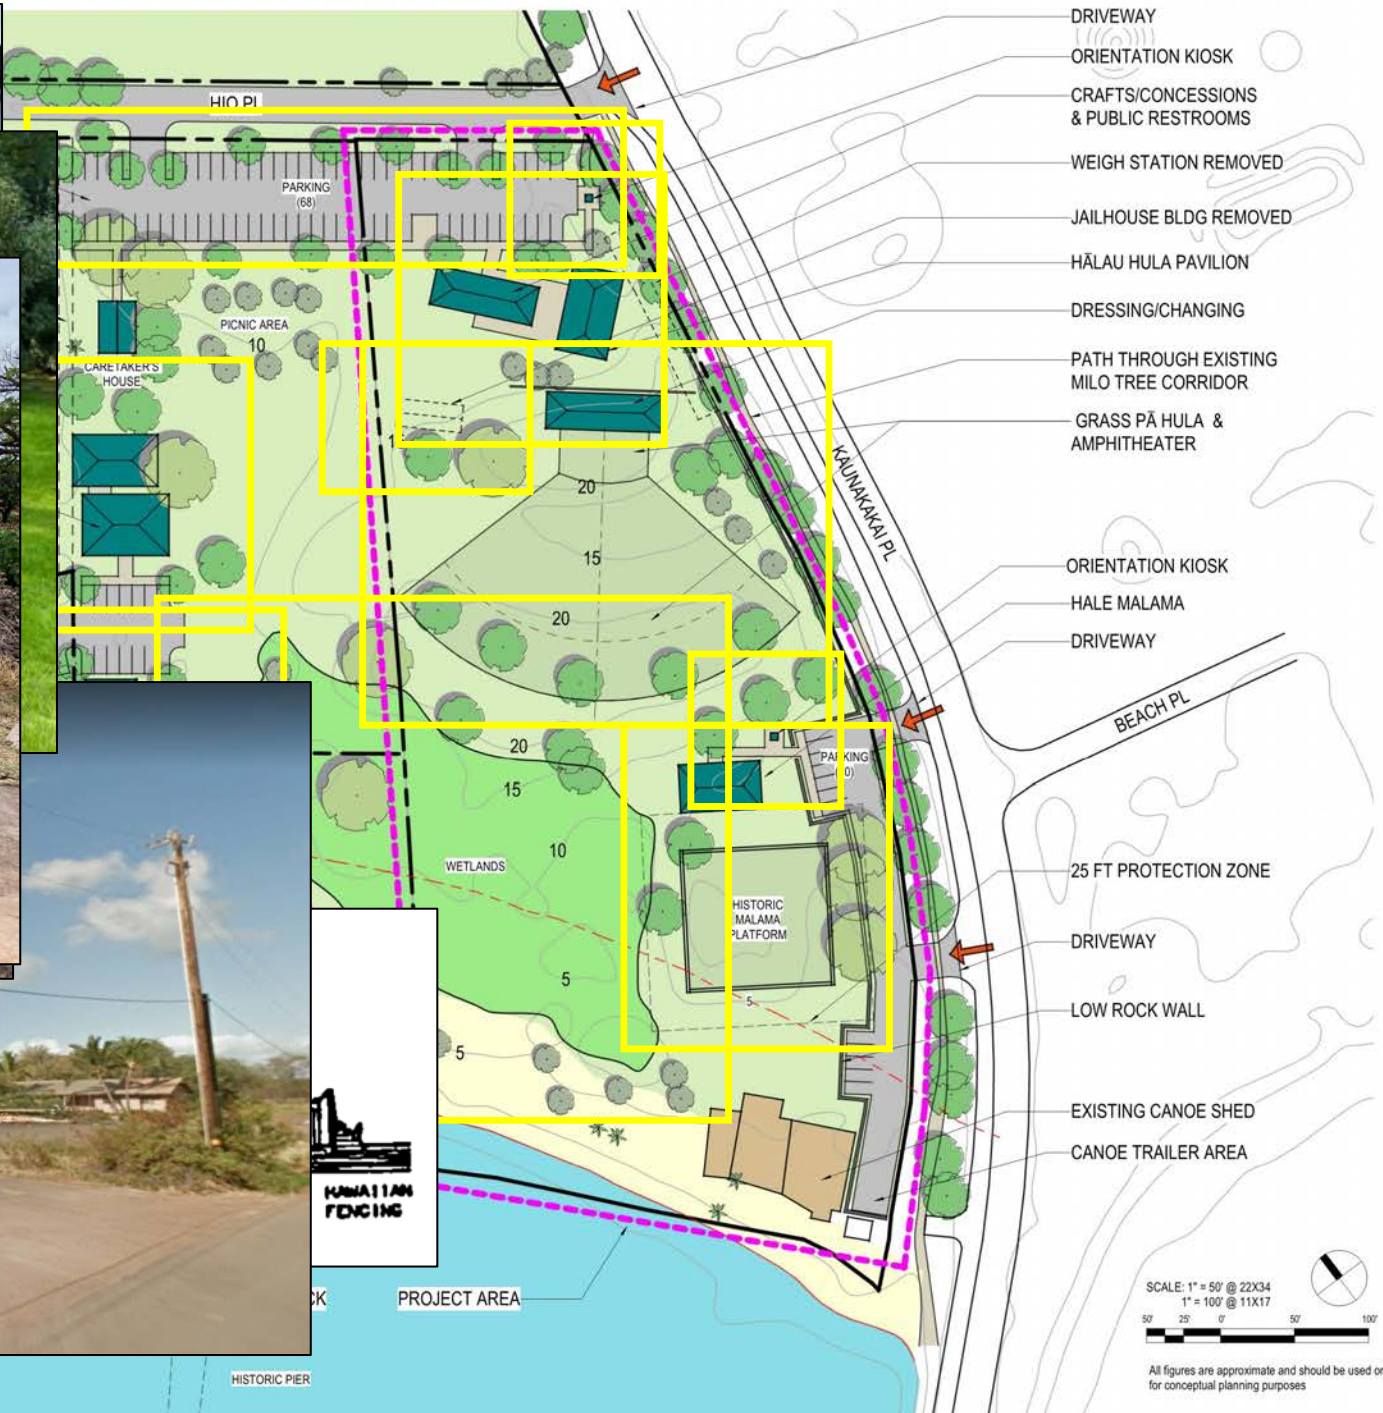 DRIVEWAY
ORIENTATION KIOSK
CRAFTS/CONCESSIONS
& PUBLIC RESTROOMS
WEIGH STATION REMOVED
JAILHOUSE BLDG REMOVED
HĀLAU HULA PAVILION
DRESSING/CHANGING
PATH THROUGH EXISTING
MILO TREE CORRIDOR
GRASS PĀ HULA &
AMPHITHEATER
ORIENTATION KIOSK
HALE MALAMA
DRIVEWAY
25 FT PROTECTION ZONE
DRIVEWAY
LOW ROCK WALL
EXISTING CANOE SHED
CANOE TRAILER AREA
HIO PL
PARKING
(68)
PICNIC AREA
10
CARETAKER'S
HOUSE
KAUNAKAKAI PL
20
15
20
BEACH PL
20
15
PARKING
10
WETLANDS
HISTORIC
MALAMA
PLATFORM
5
5
5
HAWAIIAN
FENCING
CK
PROJECT AREA
HISTORIC PIER
SCALE: 1" = 50' @ 22X34
1" = 100' @ 11X17
50' 25' 0' 50' 100'
All figures are approximate and should be used or
for conceptual planning purposes